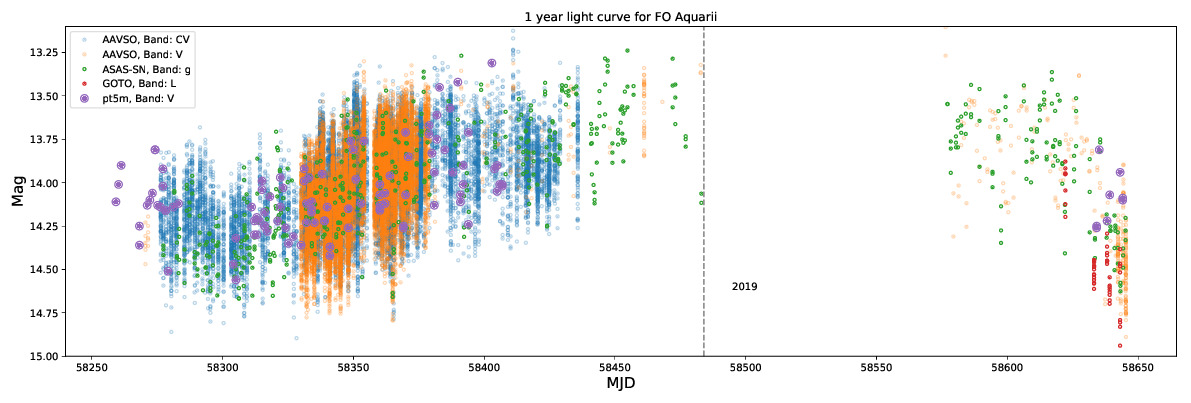 1 year light curve for FO Aquarii
AAVSO, Band: CV
AAVSO, Band: V
ASAS-SN, Band: g
GOTO, Band: L
pt5m, Band: V
13.25
13.50
13.75
14.00
14.25
14.50
14.75
15.00
Mag
2019
58250
58300
58350
58400
58450
58500
58550
58600
58650
MJD